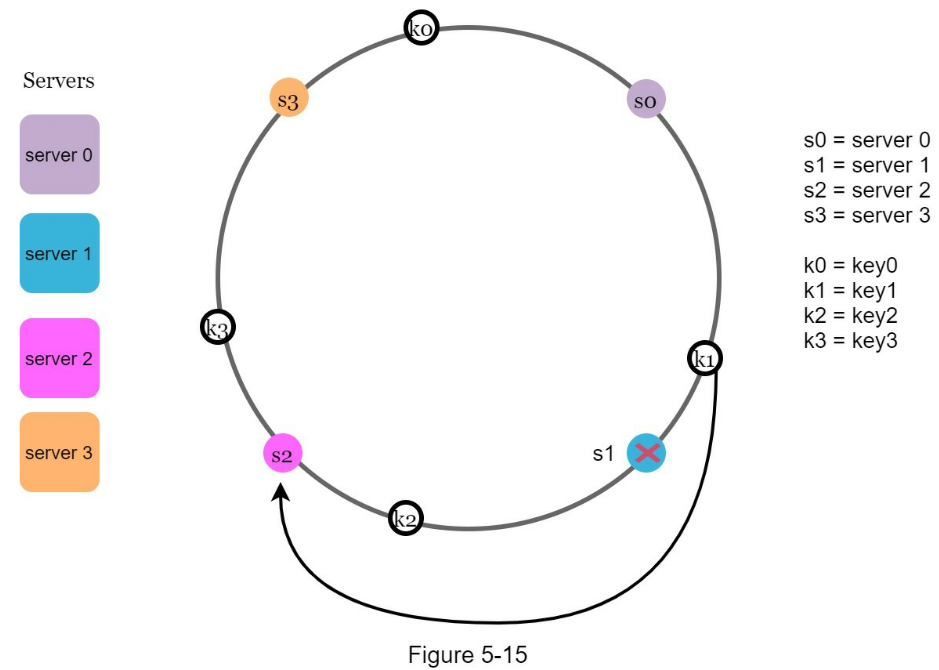 Servers
server 0
server 1
server 2
server 3
k0
s0
s3
k3
k1
s2
s1
k2
s0 = server 0
s1 = server 1
s2 = server 2
s3 = server 3
k0 = key0
k1 = key1
k2 = key2
k3 = key3
Figure 5-15